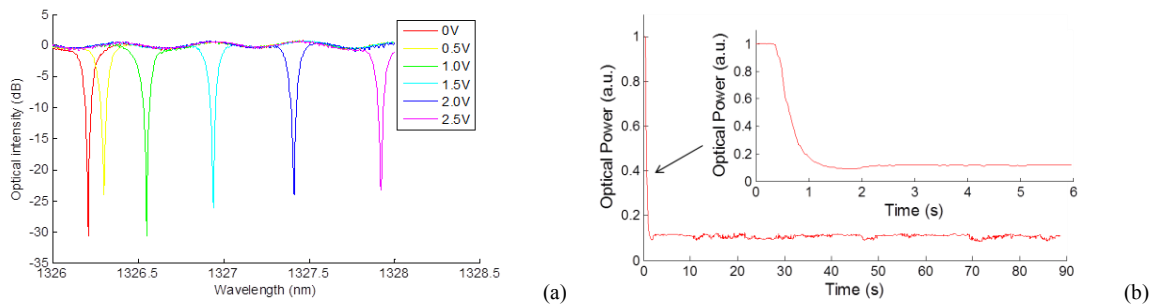 5
0
-5
-10
-15
-20
-25
-30
-35
Optical intensity (dB)
1326
1326.5
1327
1327.5
1328
1328.5
Wavelength (nm)
0V
0.5V
1.0V
1.5V
2.0V
2.5V
(a)
1
0.8
0.6
0.4
0.2
0
Optical Power (a.u.)
0 10 20 30 40 50 60 70 80 90
Time (s)
1
0.8
0.6
0.4
0.2
0
Optical Power (a.u.)
0 1 2 3 4 5 6
Time (s)
(b)